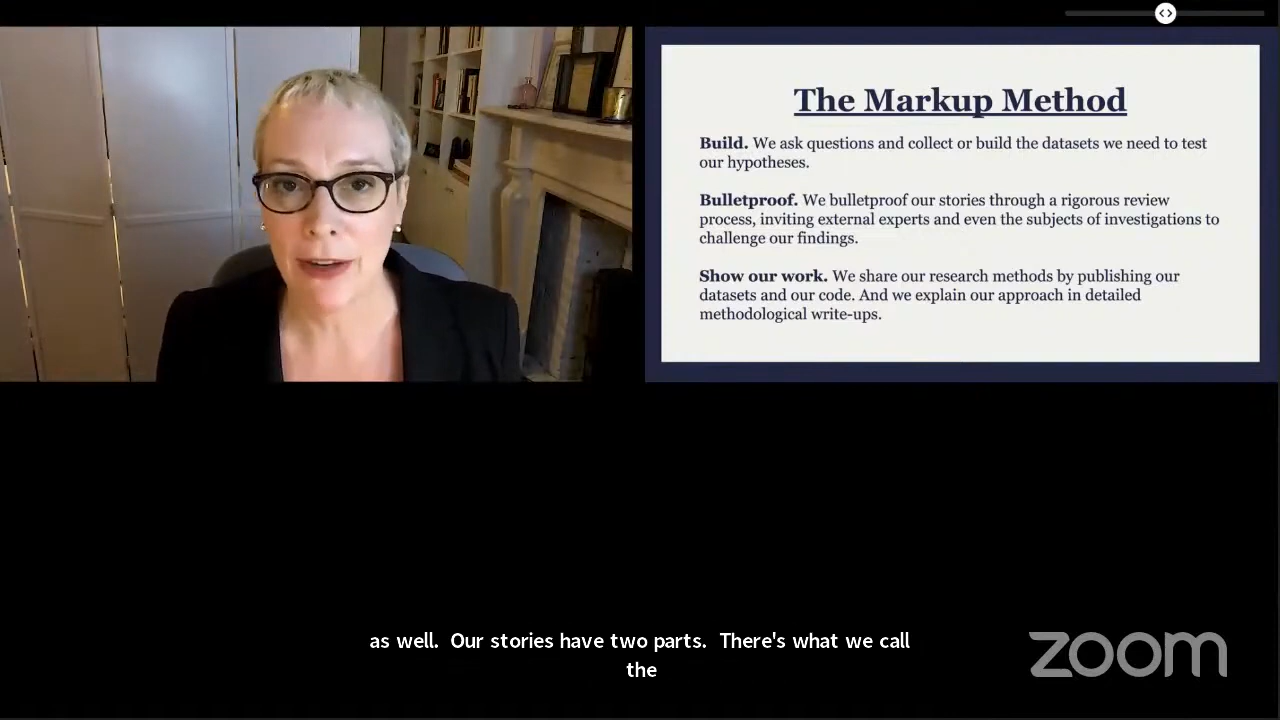 The Markup Method
Build. We ask questions and collect or build the datasets we need to test
our hypotheses.
Bulletproof. We bulletproof our stories through a rigorous review
process, inviting external experts and even the subjects of investigations to
challenge our findings.
Show our work. We share our research methods by publishing our
datasets and our code. And we explain our approach in detailed
methodological write-ups.
as well.  Our stories have two parts.  There's what we call
the
zoom